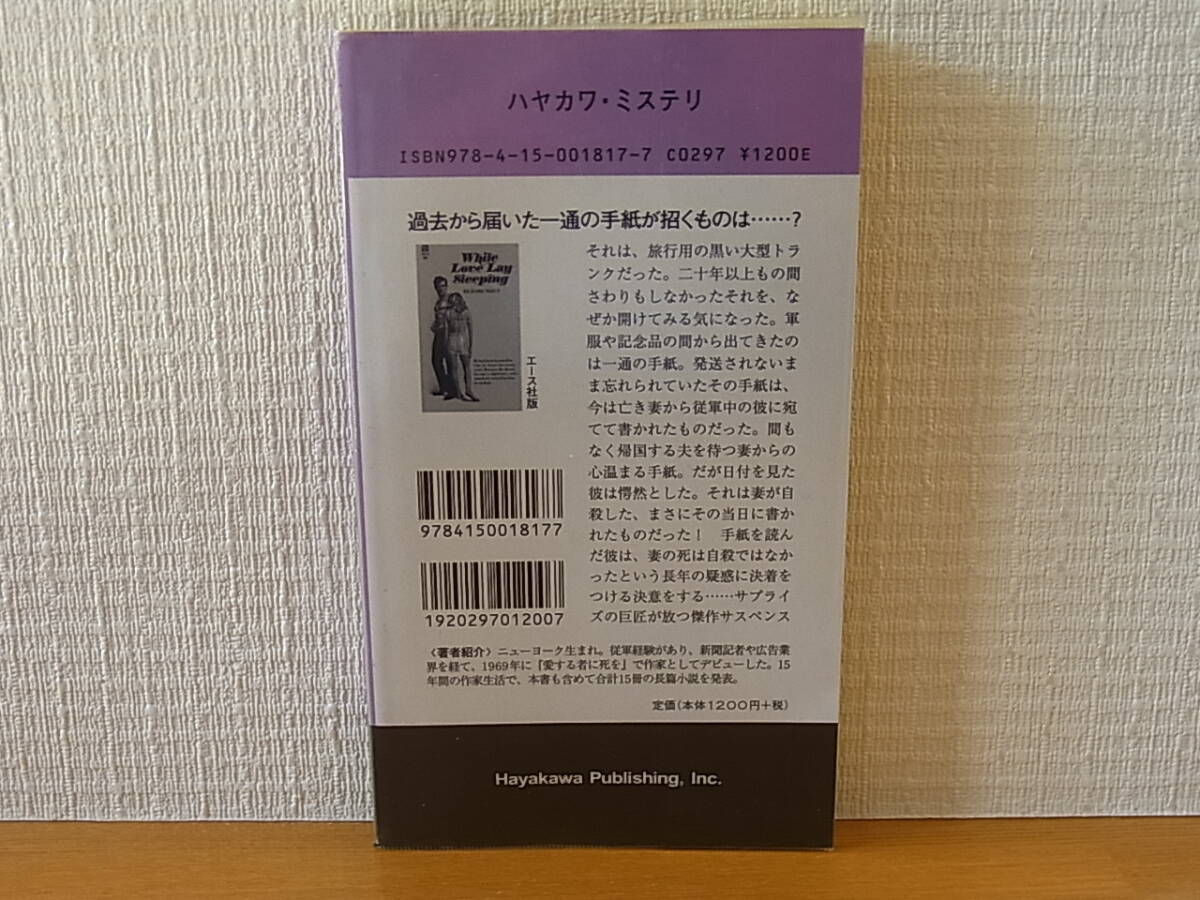 ハヤカワ・ミステリ
ISBN978-4-15-001817-7 C0297 ¥1200E
過去から届いた一通の手紙が招くものは……?
While
Love Lay
Sleeping
エース社版
それは、旅行用の黒い大型トラ
ンクだった。二十年以上もの間
さわりもしなかったそれを、な
ぜか開けてみる気になった。軍
服や記念品の間から出てきたの
は一通の手紙。発送されないま
ま忘れられていたその手紙は、
今は亡き妻から従軍中の彼に宛
てて書かれたものだった。間も
なく帰国する夫を待つ妻からの
心温まる手紙。だが日付を見た
彼は愕然とした。それは妻が自
殺した、まさにその当日に書か
れたものだった! 手紙を読ん
だ彼は、妻の死は自殺ではなか
ったという長年の疑惑に決着を
つける決意をする……サプライ
ズの巨匠が放つ傑作サスペンス
9784150018177
1920297012007
〈著者紹介〉ニューヨーク生まれ。従軍経験があり、新聞記者や広告業
界を経て、1969年に『愛する者に死を』で作家としてデビューした。15
年間の作家生活で、本書も含めて合計15冊の長篇小説を発表。
定価(本体1200円+税)
Hayakawa Publishing, Inc.